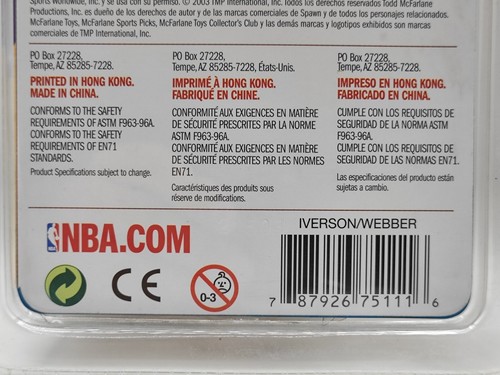 Sports Worldwide, Inc. y se usa con su permiso. © 2003 TMP International, Inc. Todos los derechos reservados Todd McFarlane
Productions, Inc. es dueño de los derechos de autor y de las marcas comerciales de Spawn y de todos los personajes relacionados.
McFarlane Toys, McFarlane Sports Picks, McFarlane Toys Collector's Club y las demás marcas y logotipos exhibidos son marcas
comerciales de TMP International, Inc.
PO Box 27228,
Tempe, AZ 85285-7228.
PRINTED IN HONG KONG.
MADE IN CHINA.
CONFORMS TO THE SAFETY
REQUIREMENTS OF ASTM F963-96A.
CONFORMS TO THE SAFETY
REQUIREMENTS OF EN71
STANDARDS.
Product Specifications subject to change.
PO Box 27228,
Tempe, AZ 85285-7228, États-Unis.
IMPRIMÉ À HONG KONG.
FABRIQUÉ EN CHINE.
CONFORMITÉ AUX EXIGENCES EN MATIÈRE
DE SÉCURITÉ PRESCRITES PAR LA NORME
ASTM F963-96A.
CONFORMITÉ AUX EXIGENCES EN MATIÈRE
DE SÉCURITÉ PRESCRITES PAR LES NORMES
EN71.
Caractéristiques des produits sous
réserve de modifications.
PO Box 27228,
Tempe, AZ 85285-7228.
IMPRESO EN HONG KONG.
FABRICADO EN CHINA.
CUMPLE CON LOS REQUISITOS DE
SEGURIDAD DE LA NORMA ASTM
F963-96A.
CUMPLE CON LOS REQUISITOS DE
SEGURIDAD DE LAS NORMAS EN71.
Las especificaciones del producto están
sujetas a cambio.
NBA.COM
CE
0-3
IVERSON/WEBBER
7 87926 75111 6